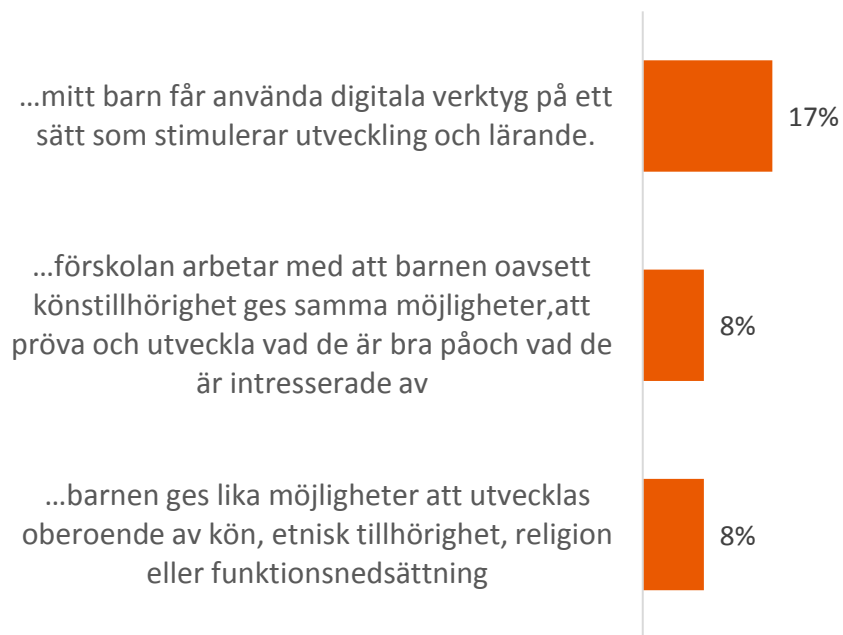 ...mitt barn får använda digitala verktyg på ett
sätt som stimulerar utveckling och lärande.
17%
...förskolan arbetar med att barnen oavsett
könstillhörighet ges samma möjligheter,att
pröva och utveckla vad de är bra påoch vad de
är intresserade av
8%
...barnen ges lika möjligheter att utvecklas
oberoende av kön, etnisk tillhörighet, religion
eller funktionsnedsättning
8%